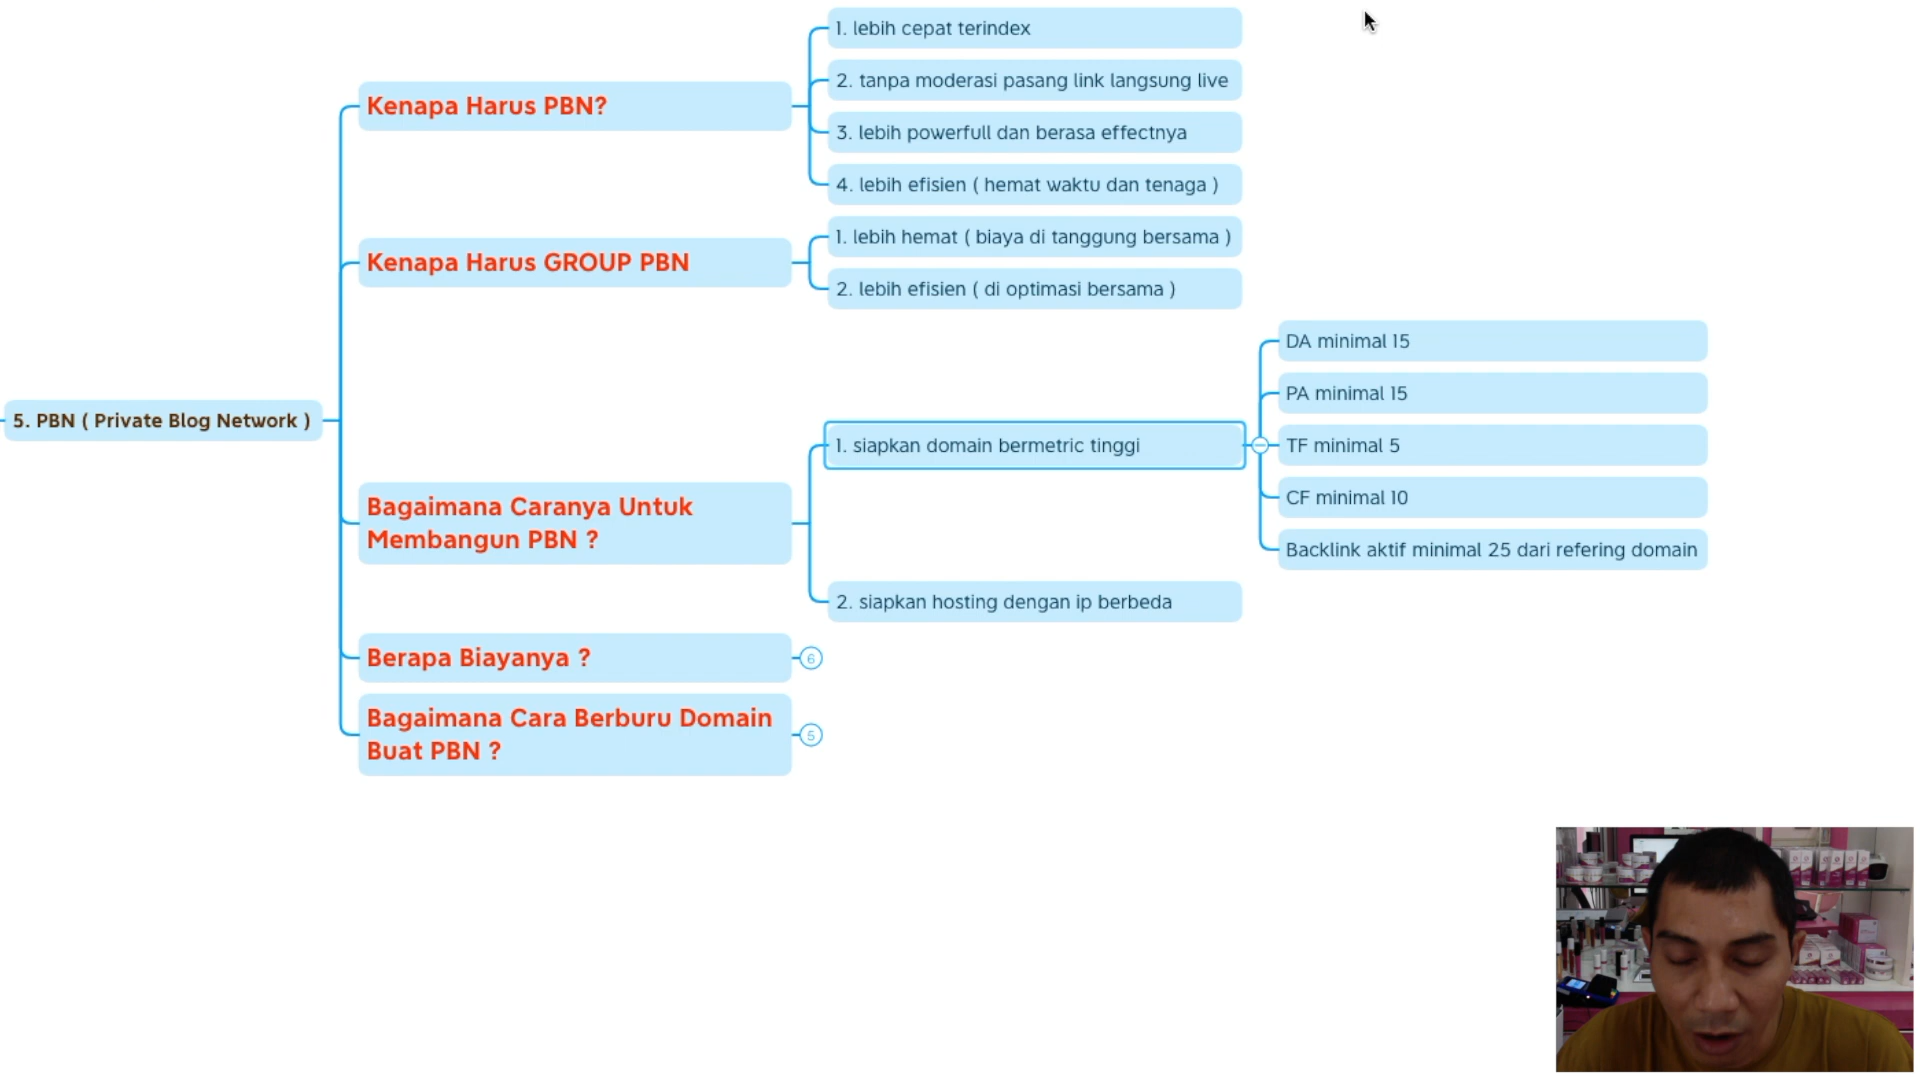 5. PBN ( Private Blog Network )
Kenapa Harus PBN?
1. lebih cepat terindex
2. tanpa moderasi pasang link langsung live
3. lebih powerfull dan berasa effectnya
4. lebih efisien ( hemat waktu dan tenaga )
Kenapa Harus GROUP PBN
1. lebih hemat ( biaya di tanggung bersama )
2. lebih efisien ( di optimasi bersama )
Bagaimana Caranya Untuk
Membangun PBN ?
1. siapkan domain bermetric tinggi
DA minimal 15
PA minimal 15
TF minimal 5
CF minimal 10
Backlink aktif minimal 25 dari refering domain
2. siapkan hosting dengan ip berbeda
Berapa Biayanya ?
6
Bagaimana Cara Berburu Domain
Buat PBN ?
5